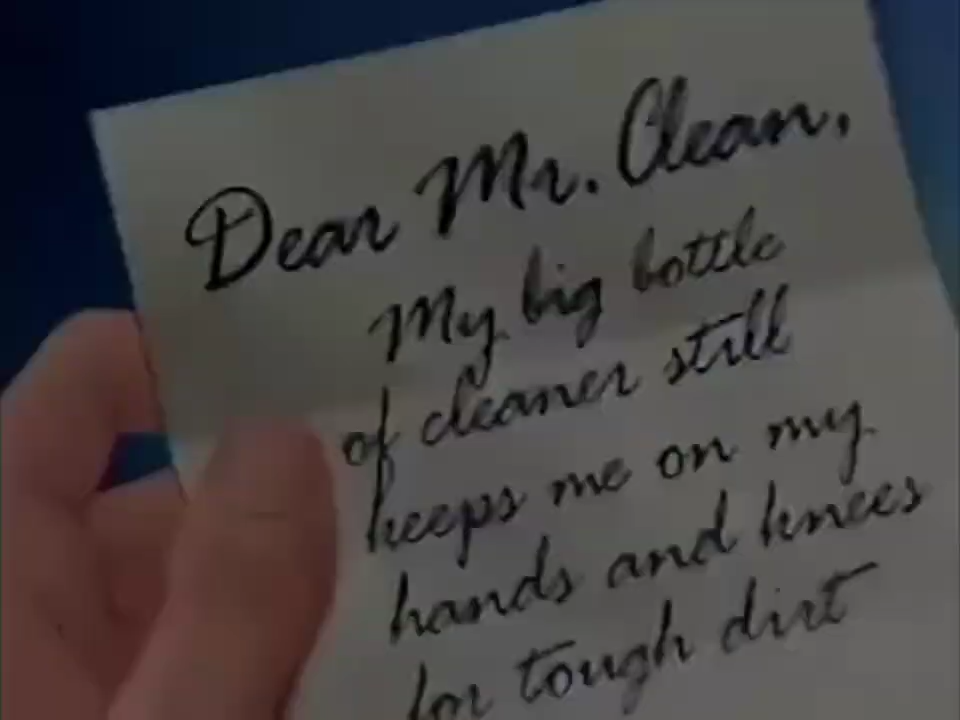 Dear Mr. Clean,
My big bottle
of cleaner still
keeps me on my
hands and knees
for tough dirt